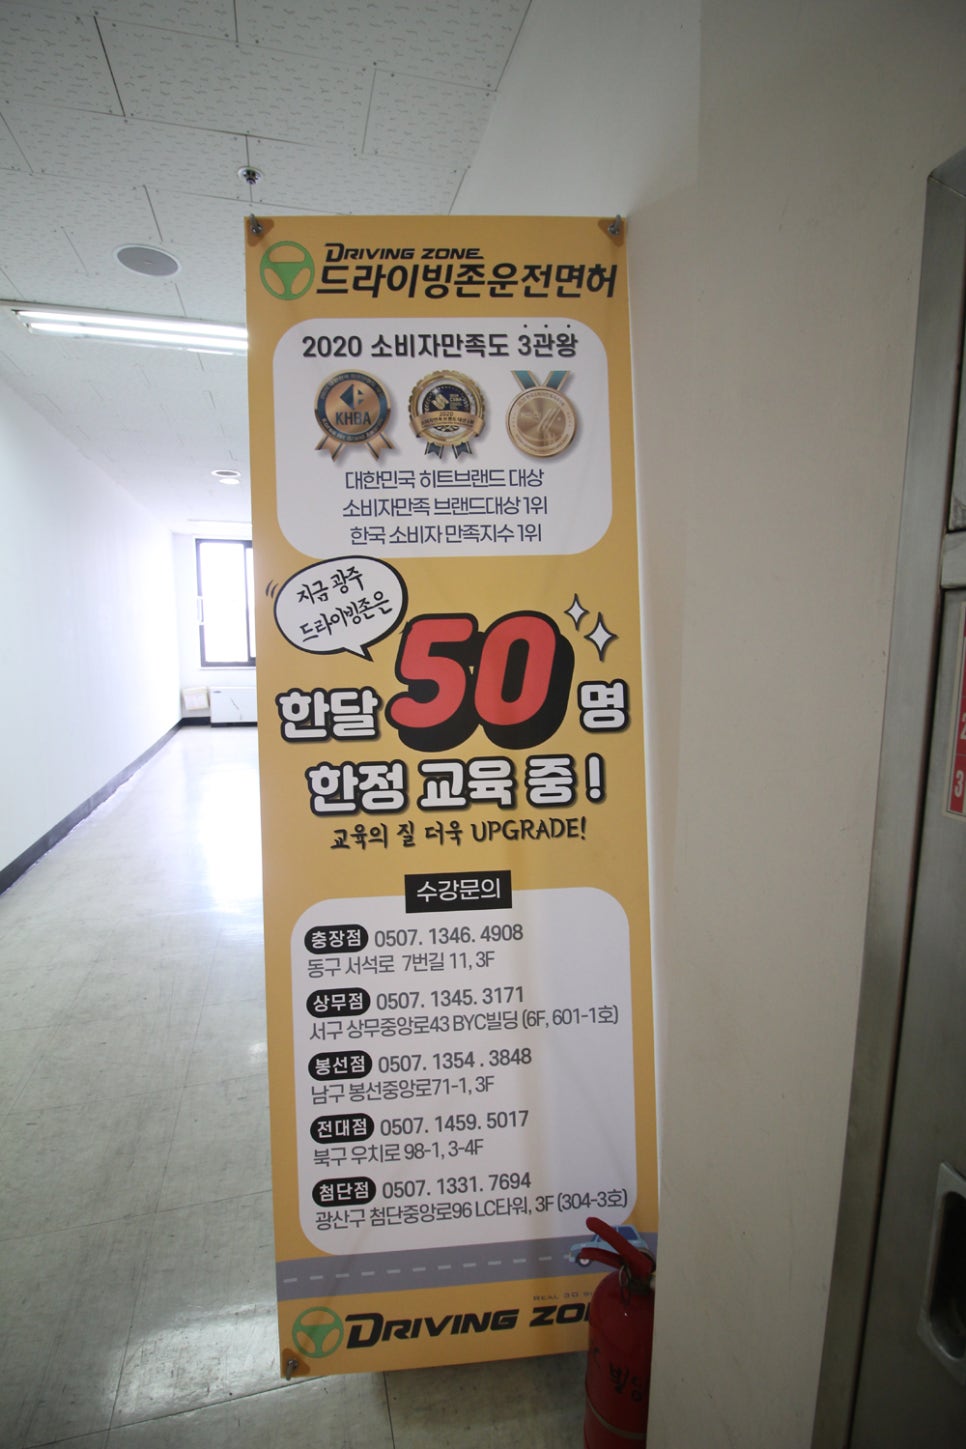 DRIVING ZONE
드라이빙존운전면허
2020 소비자만족도 3관왕
KHBA
2020
대한민국 히트브랜드 대상
소비자만족 브랜드대상 1위
한국 소비자 만족지수 1위
지금 광주
드라이빙존은
한달 50 명
한정 교육 중!
교육의 질 더욱 UPGRADE!
수강문의
충장점 0507. 1346. 4908
동구 서석로 7번길 11, 3F
상무점 0507. 1345. 3171
서구 상무중앙로43 BYC빌딩 (6F, 601-1호)
봉선점 0507. 1354 . 3848
남구 봉선중앙로71-1, 3F
전대점 0507. 1459. 5017
북구 우치로 98-1, 3-4F
첨단점 0507. 1331. 7694
광산구 첨단중앙로96 LC타워, 3F (304-3호)
REAL 3D
DRIVING ZO
빌딩
2
3